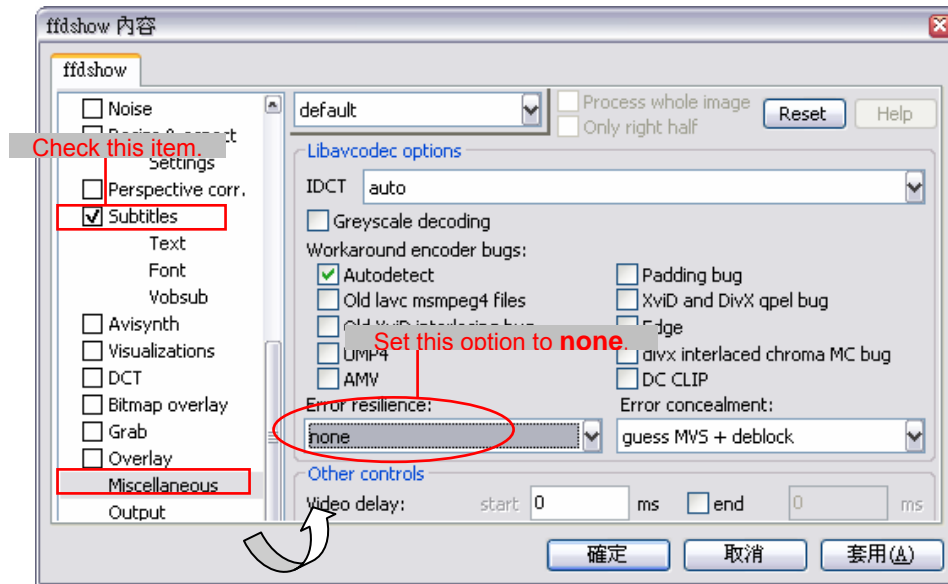 ffdshow 內容
ffdshow
Noise
Check this item.
Settings
Perspective corr.
Subtitles
Text
Font
Vobsub
Avisynth
Visualizations
DCT
Bitmap overlay
Grab
Overlay
Miscellaneous
Output
default
Process whole image
Only right half
Reset
Help
Libavcodec options
IDCT auto
Greyscale decoding
Workaround encoder bugs:
Autodetect
Padding bug
Old lavc msmpeg4 files
XviD and DivX qpel bug
Edge
Set this option to none.
UMP4
divx interlaced chroma MC bug
AMV
DC CLIP
Error resilience:
Error concealment:
none
guess MVS + deblock
Other controls
Video delay: start 0 ms end 0 ms
確定 取消 套用(A)